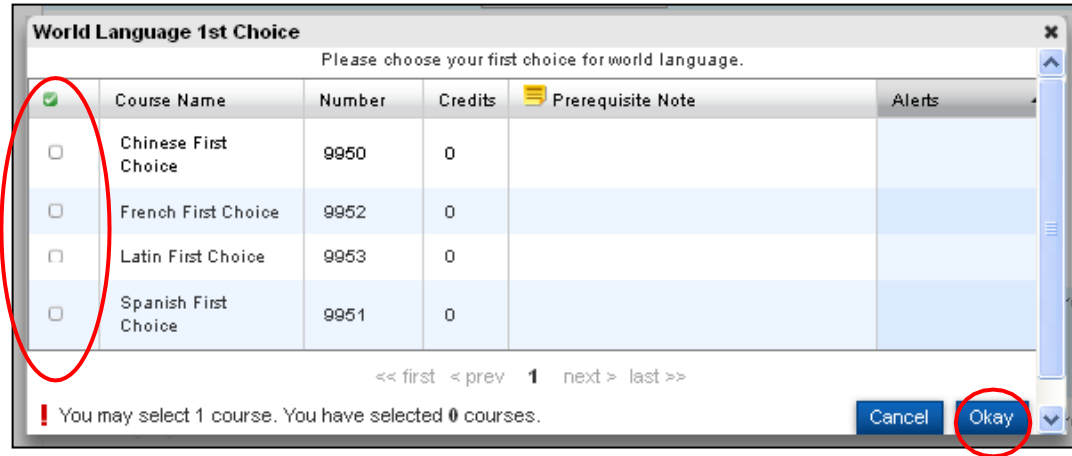 World Language 1st Choice
Please choose your first choice for world language.
Course Name Number Credits Prerequisite Note Alerts
Chinese First
Choice 9950 0
French First Choice 9952 0
Latin First Choice 9953 0
Spanish First
Choice 9951 0
<< first < prev 1 next > last >>
! You may select 1 course. You have selected 0 courses.
Cancel Okay